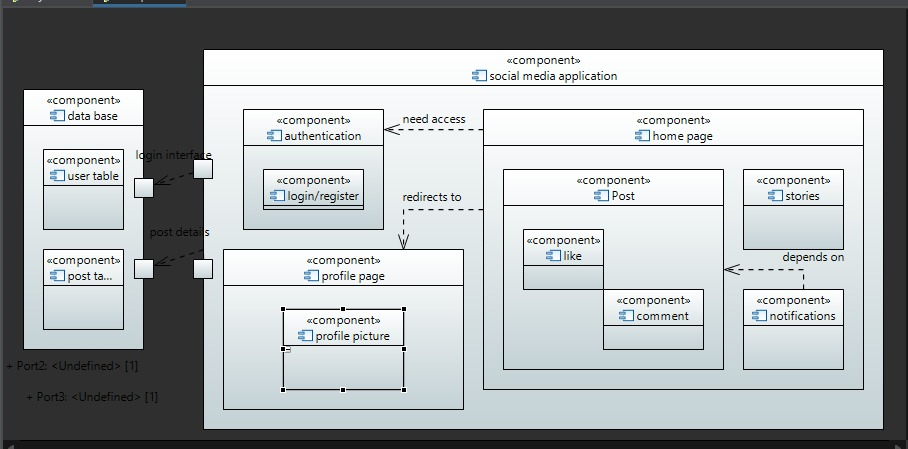 «component»
social media application
«component»
data base
«component»
authentication
need access
«component»
home page
«component»
user table
login interface
«component»
login/register
«component»
Post
«component»
stories
redirects to
post details
«component»
like
«component»
post ta...
«component»
profile page
depends on
«component»
comment
«component»
notifications
«component»
profile picture
+ Port2: <Undefined> [1]
+ Port3: <Undefined> [1]